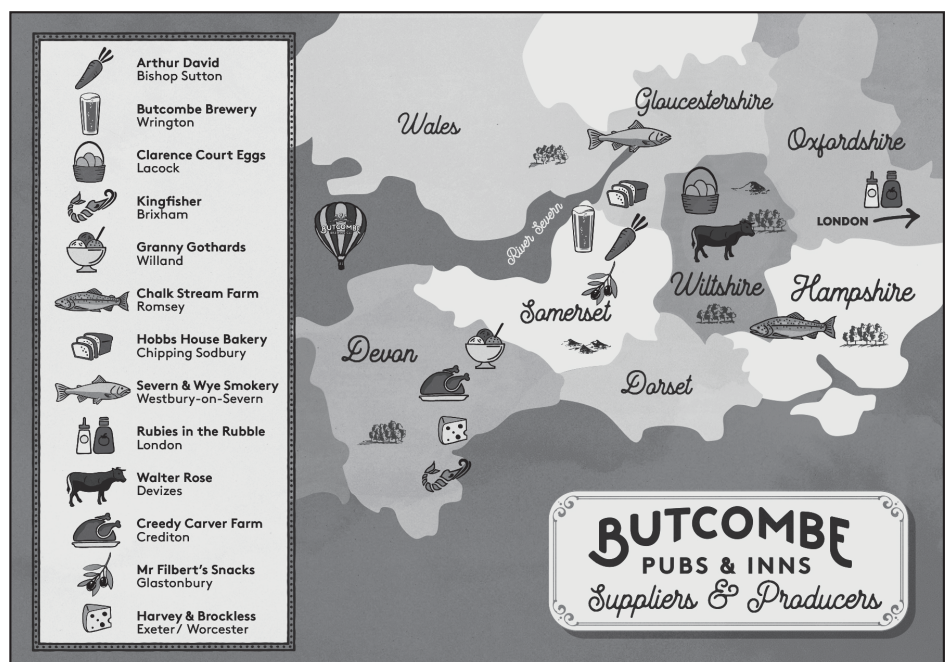 Arthur David
Bishop Sutton
Butcombe Brewery
Wrington
Clarence Court Eggs
Lacock
Kingfisher
Brixham
Granny Gothards
Willand
Chalk Stream Farm
Romsey
Hobbs House Bakery
Chipping Sodbury
Severn & Wye Smokery
Westbury-on-Severn
Rubies in the Rubble
London
Walter Rose
Devizes
Creedy Carver Farm
Crediton
Mr Filbert's Snacks
Glastonbury
Harvey & Brockless
Exeter/ Worcester
Wales
Gloucestershire
Oxfordshire
LONDON
River Severn
BUTCOMBE
Somerset
Wiltshire
Hampshire
Devon
Dorset
BUTCOMBE
PUBS & INNS
Suppliers & Producers